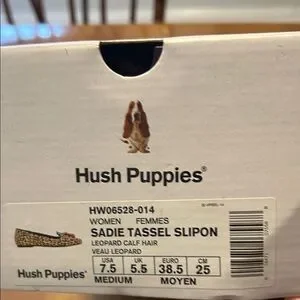 Hush Puppies®
HW06528-014
WOMEN FEMMES
SADIE TASSEL SLIPON
LEOPARD CALF HAIR
VEAU LEOPARD
Hush Puppies®
USA UK EURO CM
7.5 5.5 38.5 25
MEDIUM MOYEN